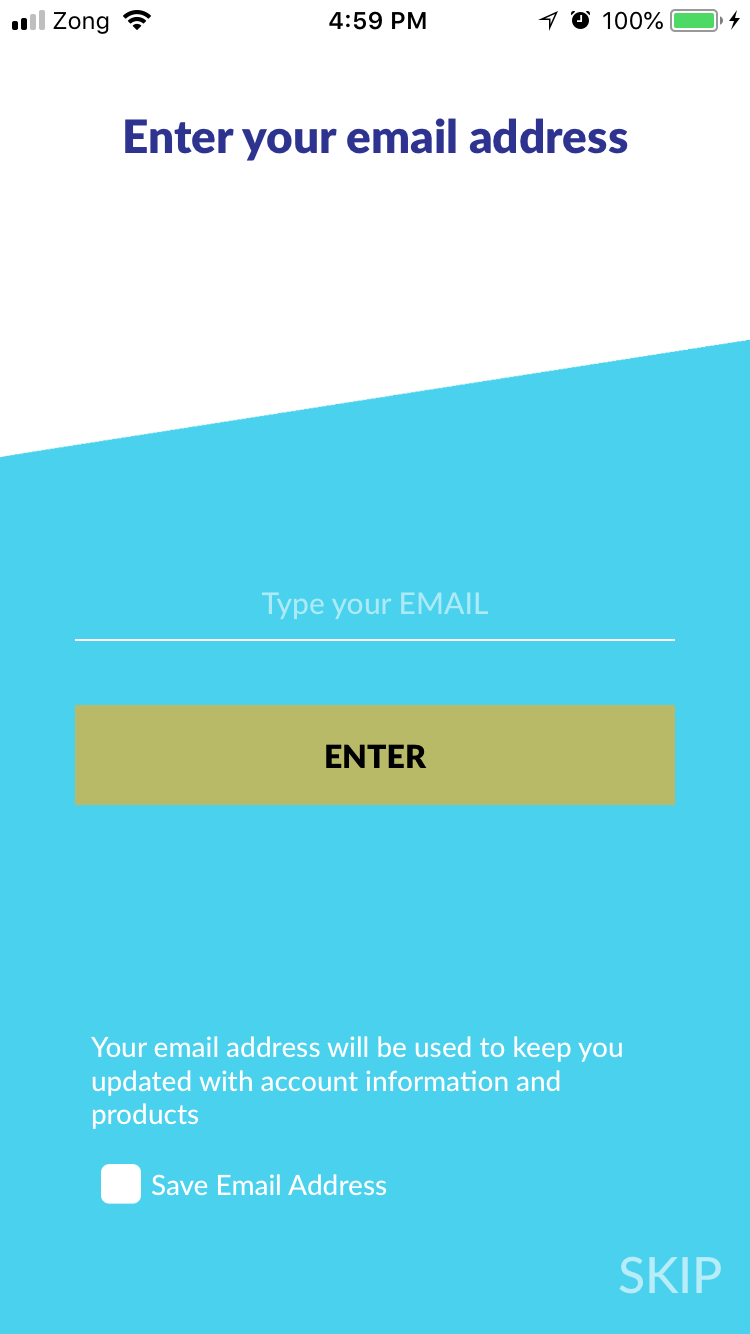 Zong 4:59 PM 100%
Enter your email address
Type your EMAIL
ENTER
Your email address will be used to keep you
updated with account information and
products
Save Email Address
SKIP